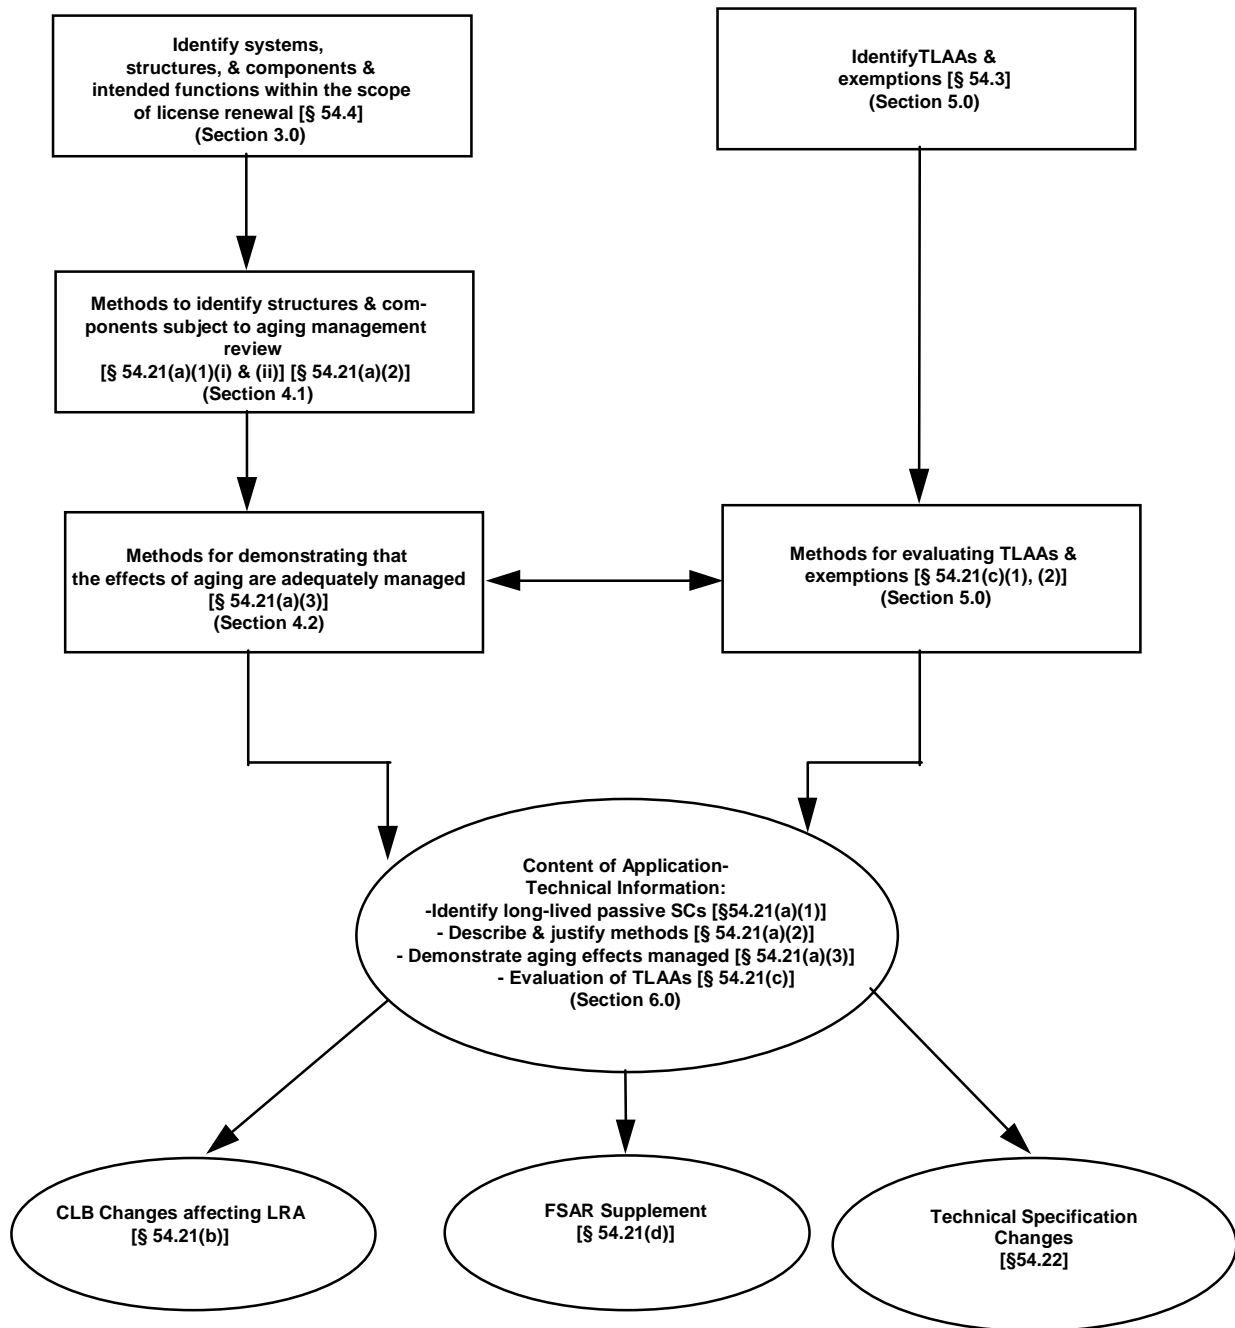 Identify systems,
structures, & components &
intended functions within the scope
of license renewal [§ 54.4]
(Section 3.0)
IdentifyTLAAs &
exemptions [§ 54.3]
(Section 5.0)
Methods to identify structures & com-
ponents subject to aging management
review
[§ 54.21(a)(1)(i) & (ii)] [§ 54.21(a)(2)]
(Section 4.1)
Methods for demonstrating that
the effects of aging are adequately managed
[§ 54.21(a)(3)]
(Section 4.2)
Methods for evaluating TLAAs &
exemptions [§ 54.21(c)(1), (2)]
(Section 5.0)
Content of Application-
Technical Information:
-Identify long-lived passive SCs [§54.21(a)(1)]
- Describe & justify methods [§ 54.21(a)(2)]
- Demonstrate aging effects managed [§ 54.21(a)(3)]
- Evaluation of TLAAs [§ 54.21(c)]
(Section 6.0)
CLB Changes affecting LRA
[§ 54.21(b)]
FSAR Supplement
[§ 54.21(d)]
Technical Specification
Changes
[§54.22]